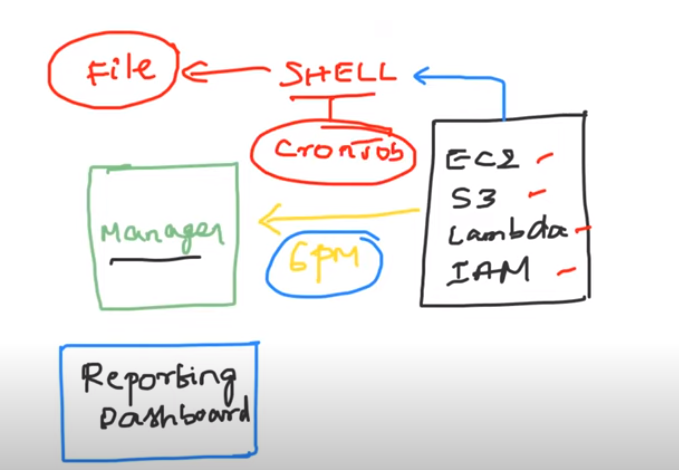 File
SHELL
CronJob
EC2
S3
Lambda
IAM
Manager
6PM
Reporting
Dashboard